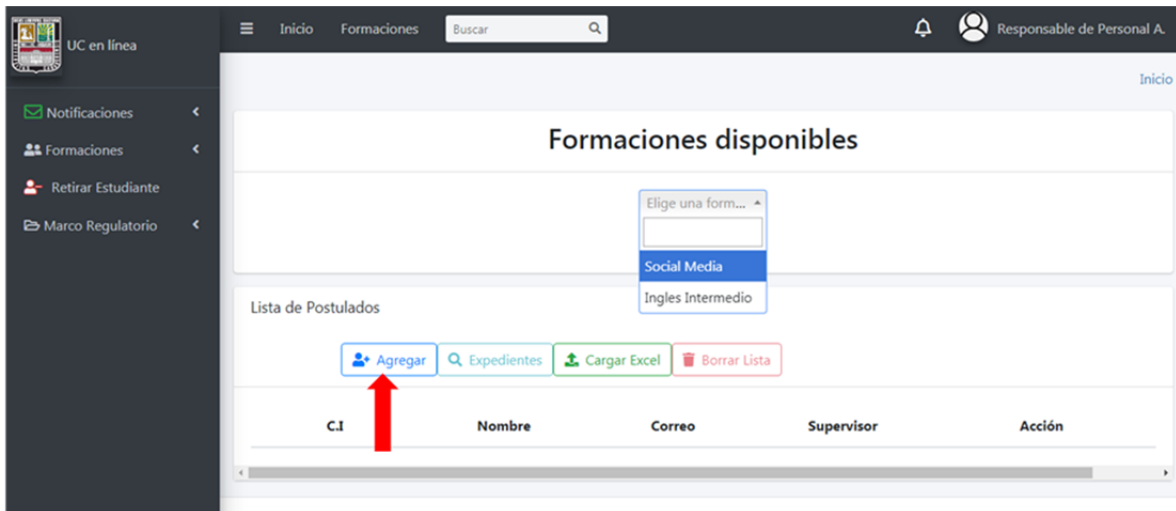 UC en línea
Inicio Formaciones Buscar Responsable de Personal A.
Inicio
Notificaciones
Formaciones
Retirar Estudiante
Marco Regulatorio
Formaciones disponibles
Elige una form...
Social Media
Ingles Intermedio
Lista de Postulados
Agregar Expedientes Cargar Excel Borrar Lista
C.I Nombre Correo Supervisor Acción